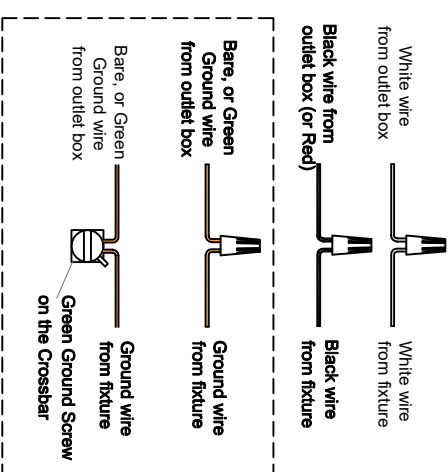 White wire
from outlet box
White wire
from fixture
Black wire from
outlet box (or Red)
Black wire
from fixture
Bare, or Green
Ground wire
from outlet box
Ground wire
from fixture
Bare, or Green
Ground wire
from outlet box
Ground wire
from fixture
Green Ground Screw
on the Crossbar